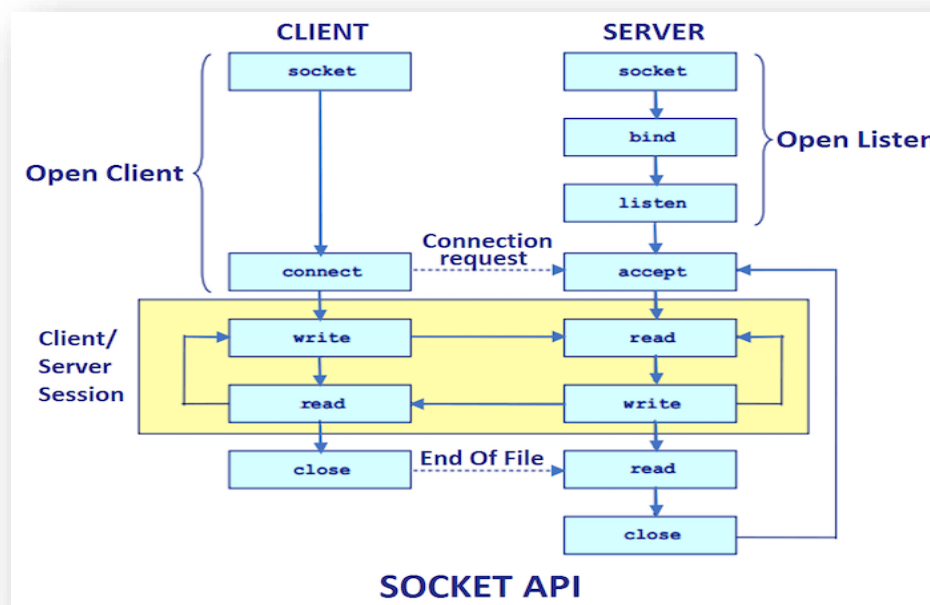 CLIENT
SERVER
socket
socket
bind
Open Listen
Open Client
listen
Connection
request
connect
accept
Client/
Server
Session
write
read
read
write
close
End Of File
read
close
SOCKET API